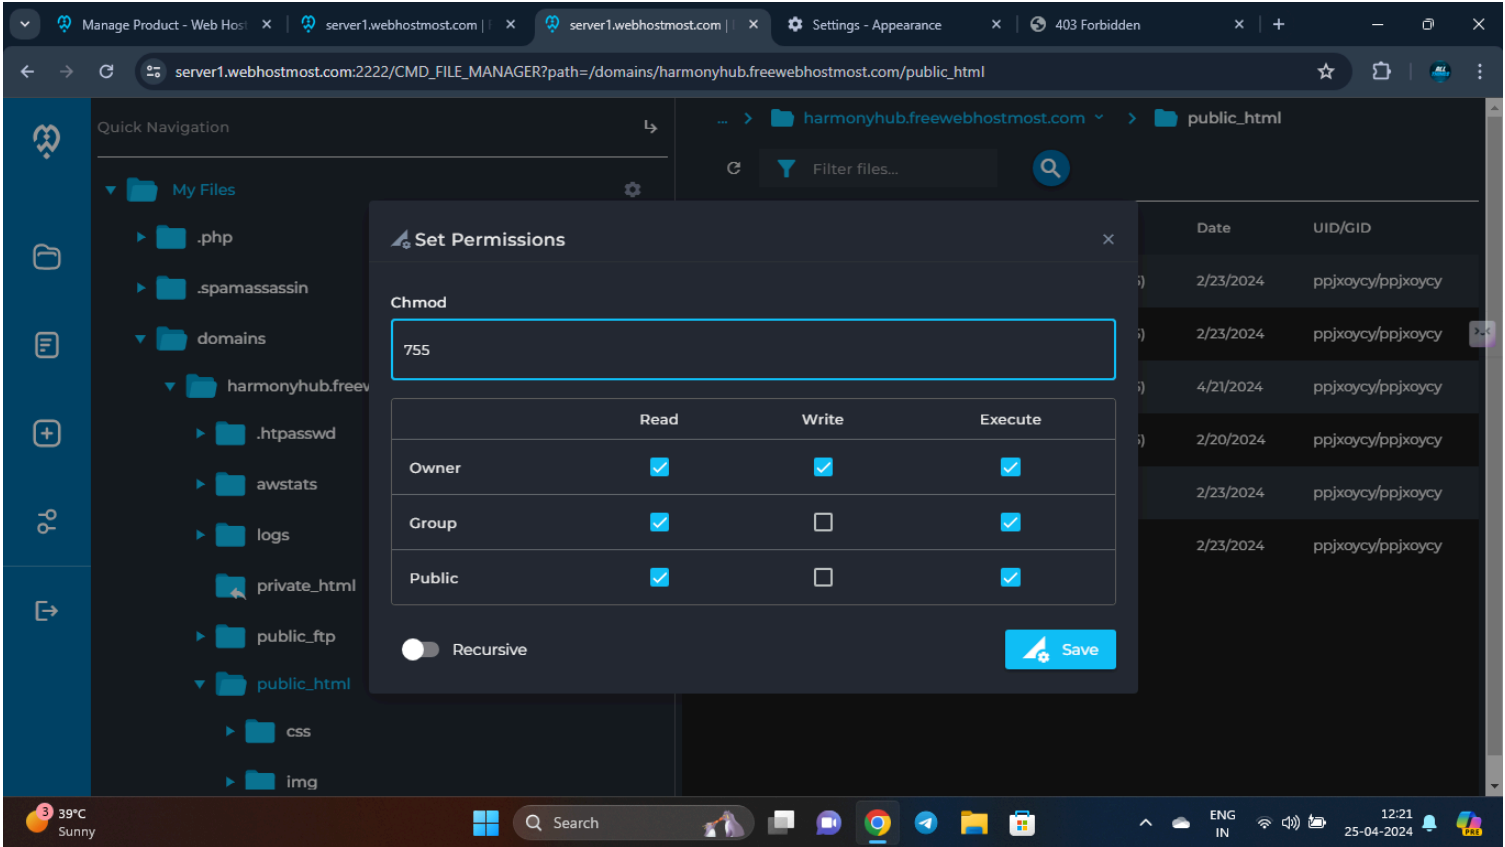 Manage Product - Web Hos
server1.webhostmost.com |
server1.webhostmost.com |
Settings - Appearance
403 Forbidden
server1.webhostmost.com:2222/CMD_FILE_MANAGER?path=/domains/harmonyhub.freewebhostmost.com/public_html
Quick Navigation
... > harmonyhub.freewebhostmost.com > public_html
Filter files...
My Files
.php
.spamassassin
domains
harmonyhub.freew
.htpasswd
awstats
logs
private_html
public_ftp
public_html
css
img
Set Permissions
Chmod
755
Read Write Execute
Owner
Group
Public
Recursive
Save
Date UID/GID
2/23/2024 ppjxoycy/ppjxoycy
2/23/2024 ppjxoycy/ppjxoycy
4/21/2024 ppjxoycy/ppjxoycy
2/20/2024 ppjxoycy/ppjxoycy
2/23/2024 ppjxoycy/ppjxoycy
2/23/2024 ppjxoycy/ppjxoycy
3
39°C
Sunny
Search
ENG
IN
12:21
25-04-2024
PRE